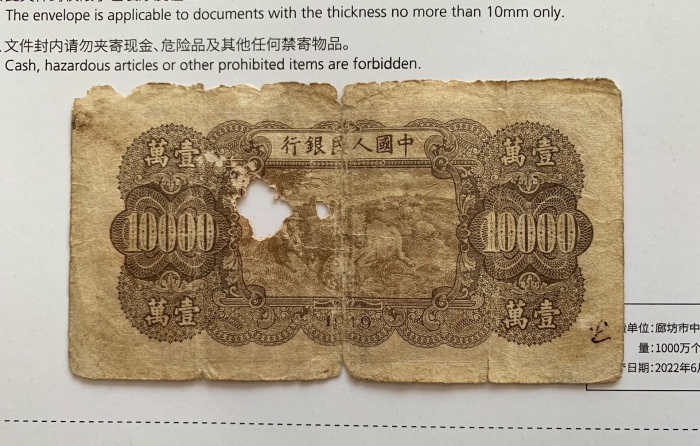 The envelope is applicable to documents with the thickness no more than 10mm only.
文件封内请勿夹寄现金、危险品及其他任何禁寄物品。
Cash, hazardous articles or other prohibited items are forbidden.
行銀民人國中
萬壹
萬壹
10000
10000
萬壹
萬壹
1949
单位:廊坊市中
量:1000万个
日期:2022年6月